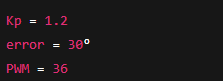 Kp = 1.2
error = 30°
PWM = 36